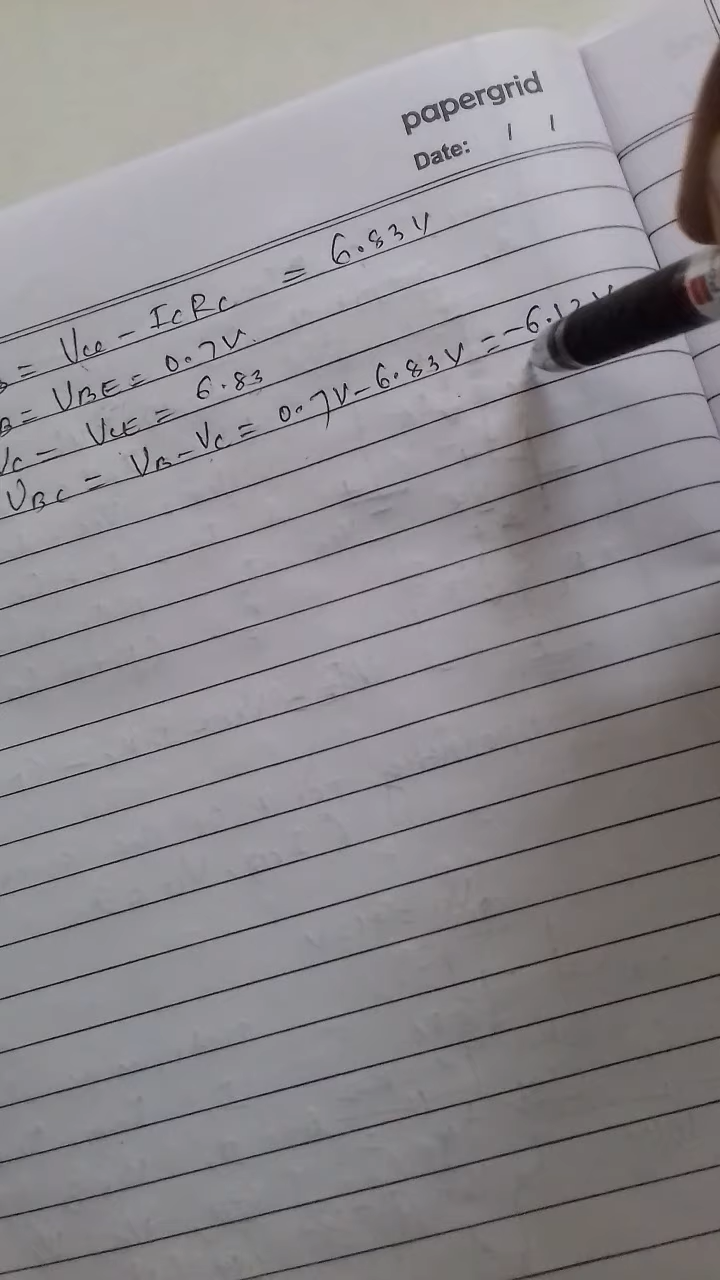 papergrid
Date: / /
= VCC - ICRC = 6.83V
B = VBE = 0.7V.
VC = VCE = 6.83
VBC = VB - VC = 0.7V - 6.83V = -6.13V